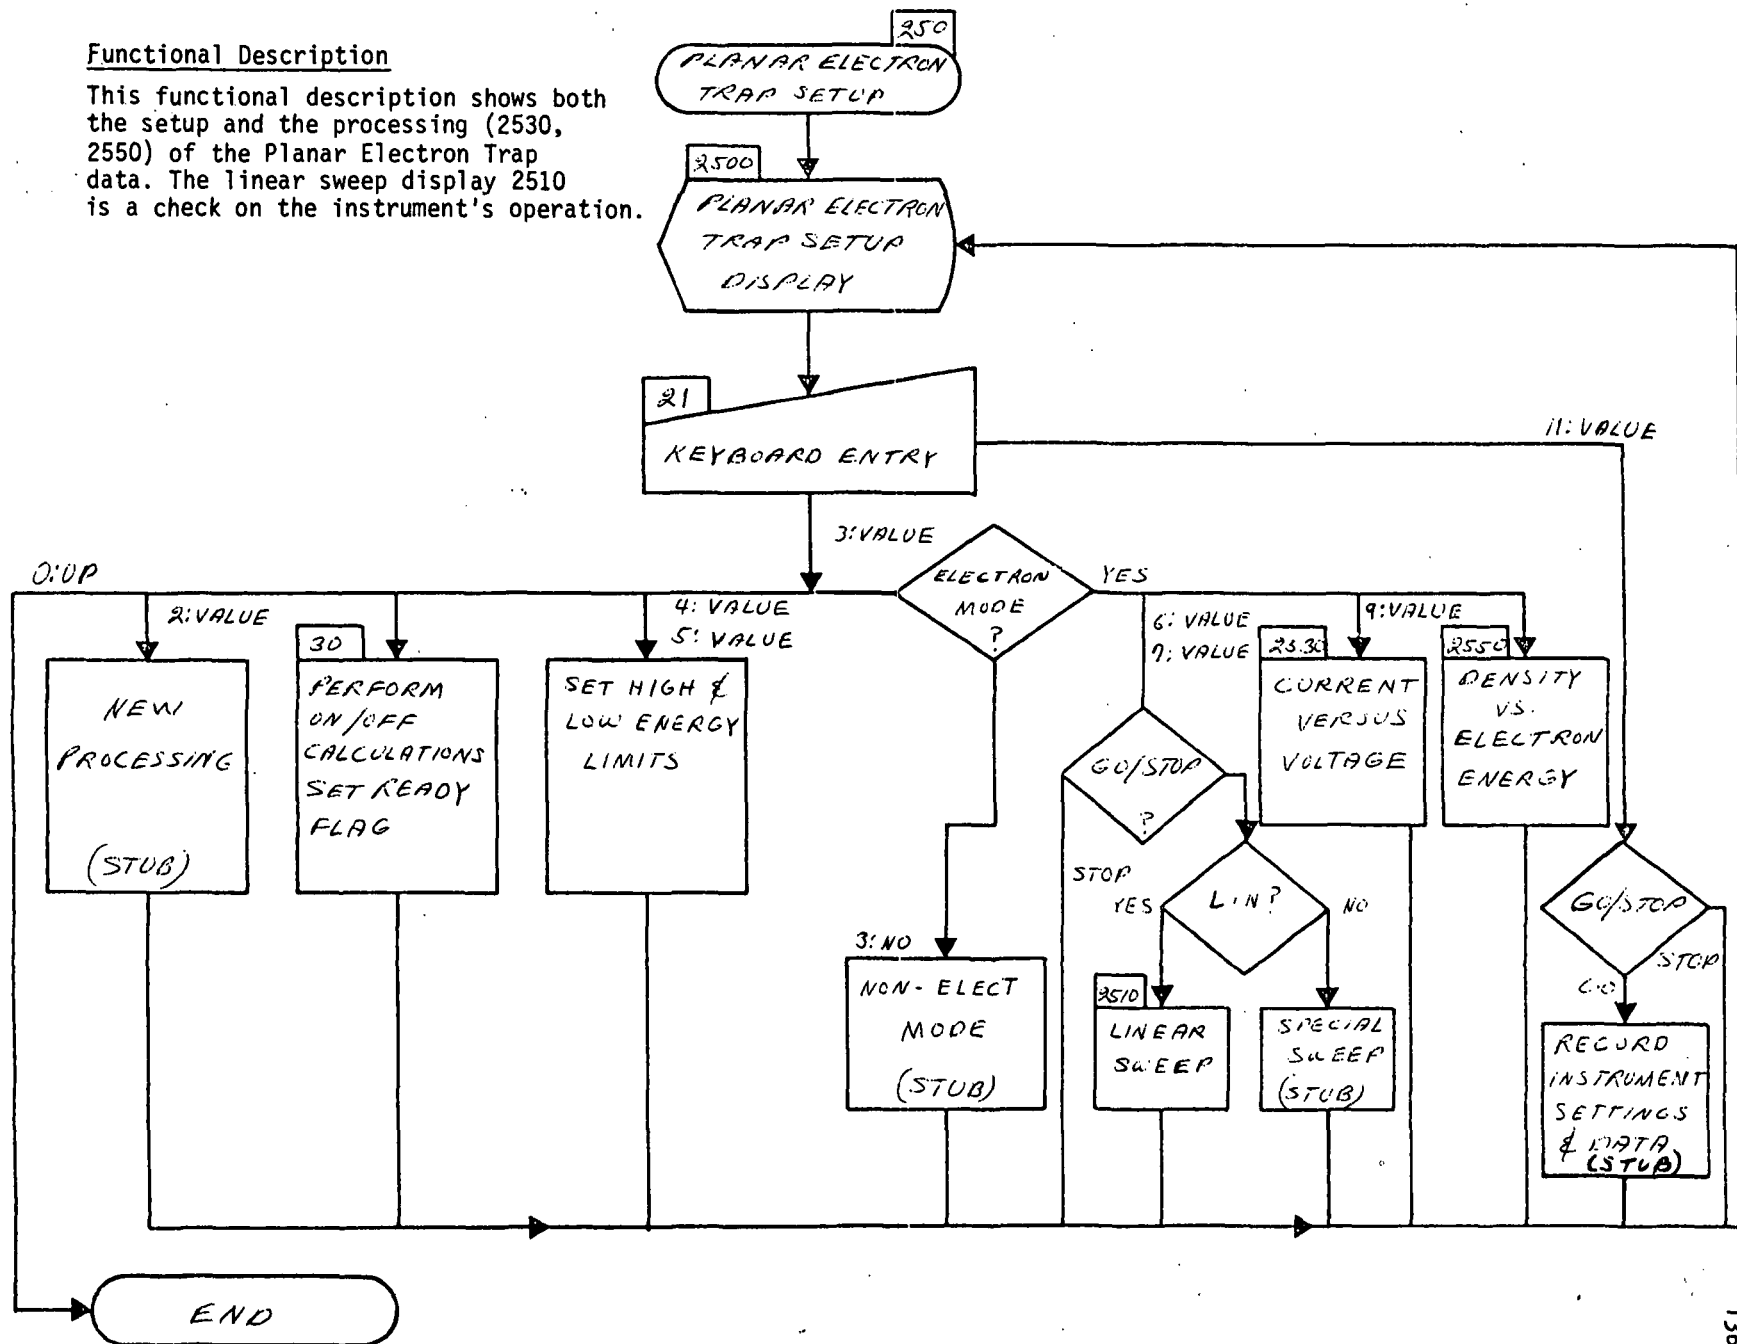 Functional Description
This functional description shows both
the setup and the processing (2530,
2550) of the Planar Electron Trap
data. The linear sweep display 2510
is a check on the instrument's operation.
250
PLANAR ELECTRON
TRAP SETUP
2500
PLANAR ELECTRON
TRAP SETUP
DISPLAY
21
KEYBOARD ENTRY
11: VALUE
3: VALUE
0: UP
ELECTRON
MODE
?
YES
2: VALUE
4: VALUE
5: VALUE
6: VALUE
7: VALUE
9: VALUE
NEW
PROCESSING
(STUB)
30
PERFORM
ON/OFF
CALCULATIONS
SET READY
FLAG
SET HIGH &
LOW ENERGY
LIMITS
3: NO
NON-ELECT
MODE
(STUB)
GO/STOP
?
STOP
YES
LIN?
NO
2510
LINEAR
SWEEP
SPECIAL
SWEEP
(STUB)
2530
CURRENT
VERSUS
VOLTAGE
2550
DENSITY
VS.
ELECTRON
ENERGY
GO/STOP
STOP
GO
RECORD
INSTRUMENT
SETTINGS
& DATA
(STUB)
END